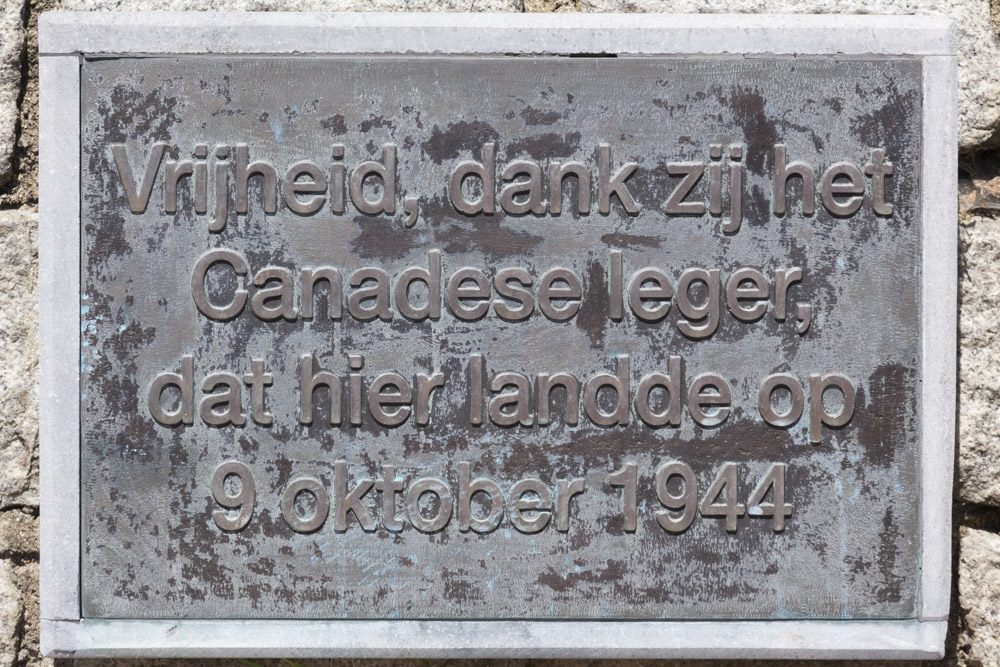 Vrijheid, dank zij het
Canadese leger,
dat hier landde op
9 oktober 1944